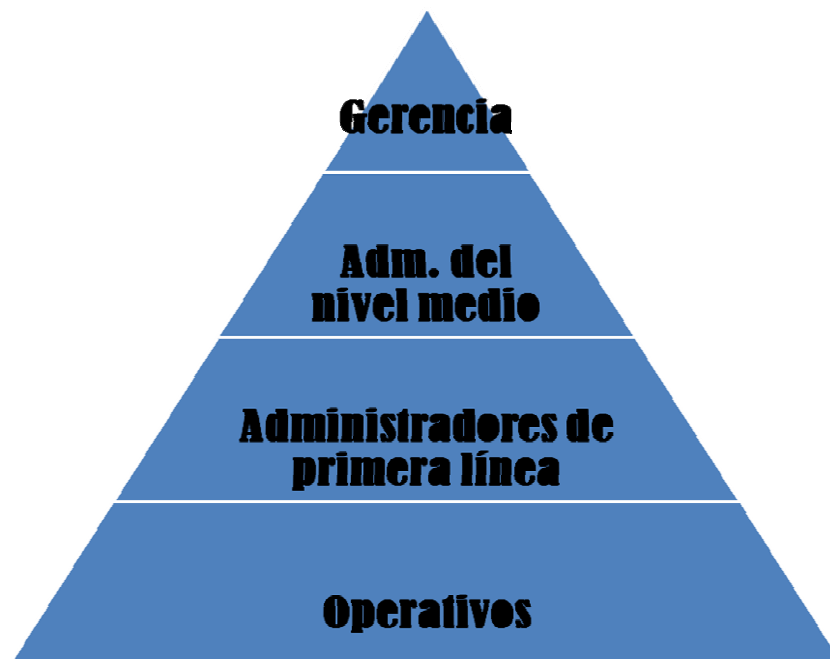 Gerencia
Adm. del
nivel medio
Administradores de
primera línea
Operativos